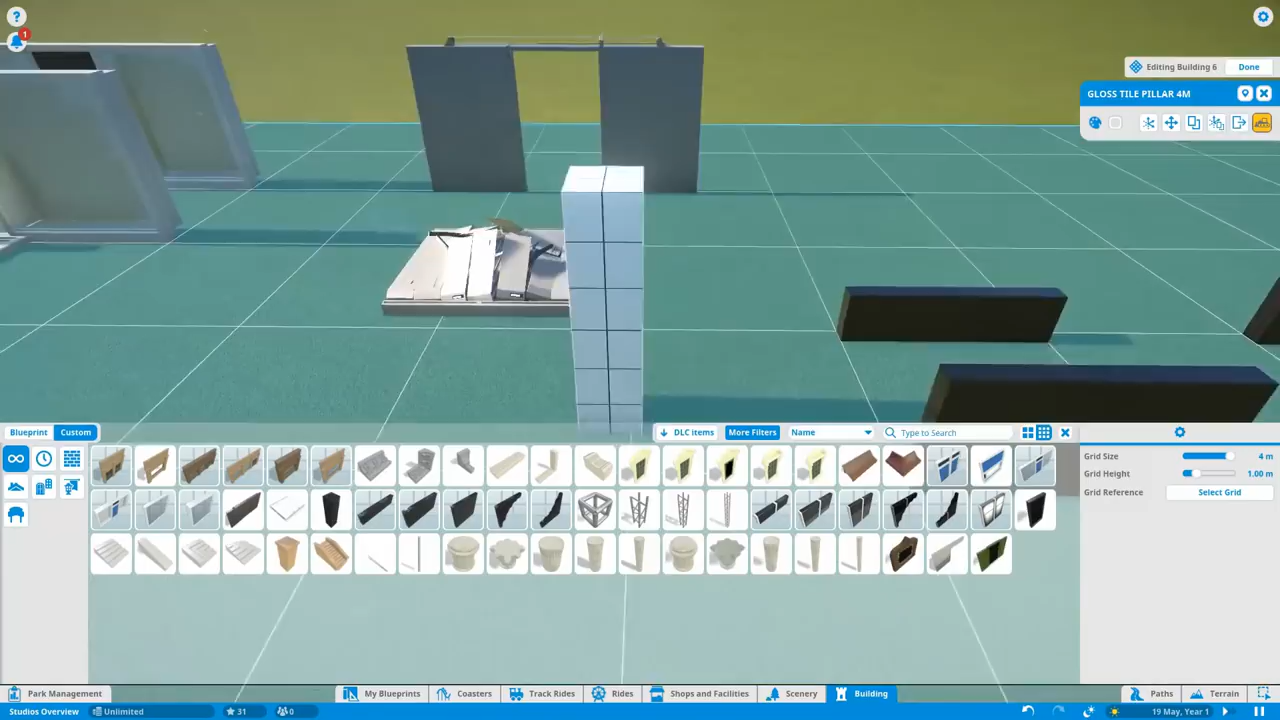 ?
1
Editing Building 6 Done
GLOSS TILE PILLAR 4M
Blueprint Custom
DLC items More Filters Name Type to Search
Grid Size 4 m
Grid Height 1.00 m
Grid Reference Select Grid
Park Management My Blueprints Coasters Track Rides Rides Shops and Facilities Scenery Building Paths Terrain
Studios Overview Unlimited 31 0 19 May, Year 1